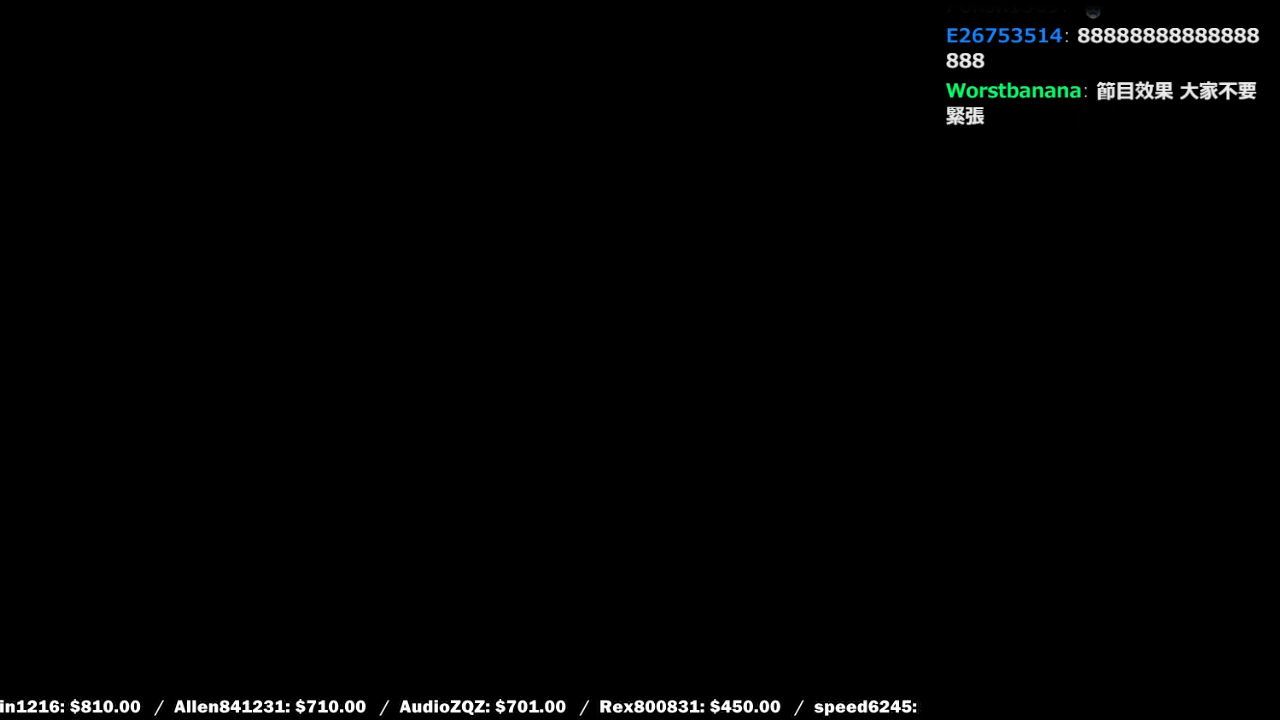 E26753514: 88888888888888
888
Worstbanana: 節目效果 大家不要
緊張
in1216: $810.00 / Allen841231: $710.00 / AudioZQZ: $701.00 / Rex800831: $450.00 / speed6245: